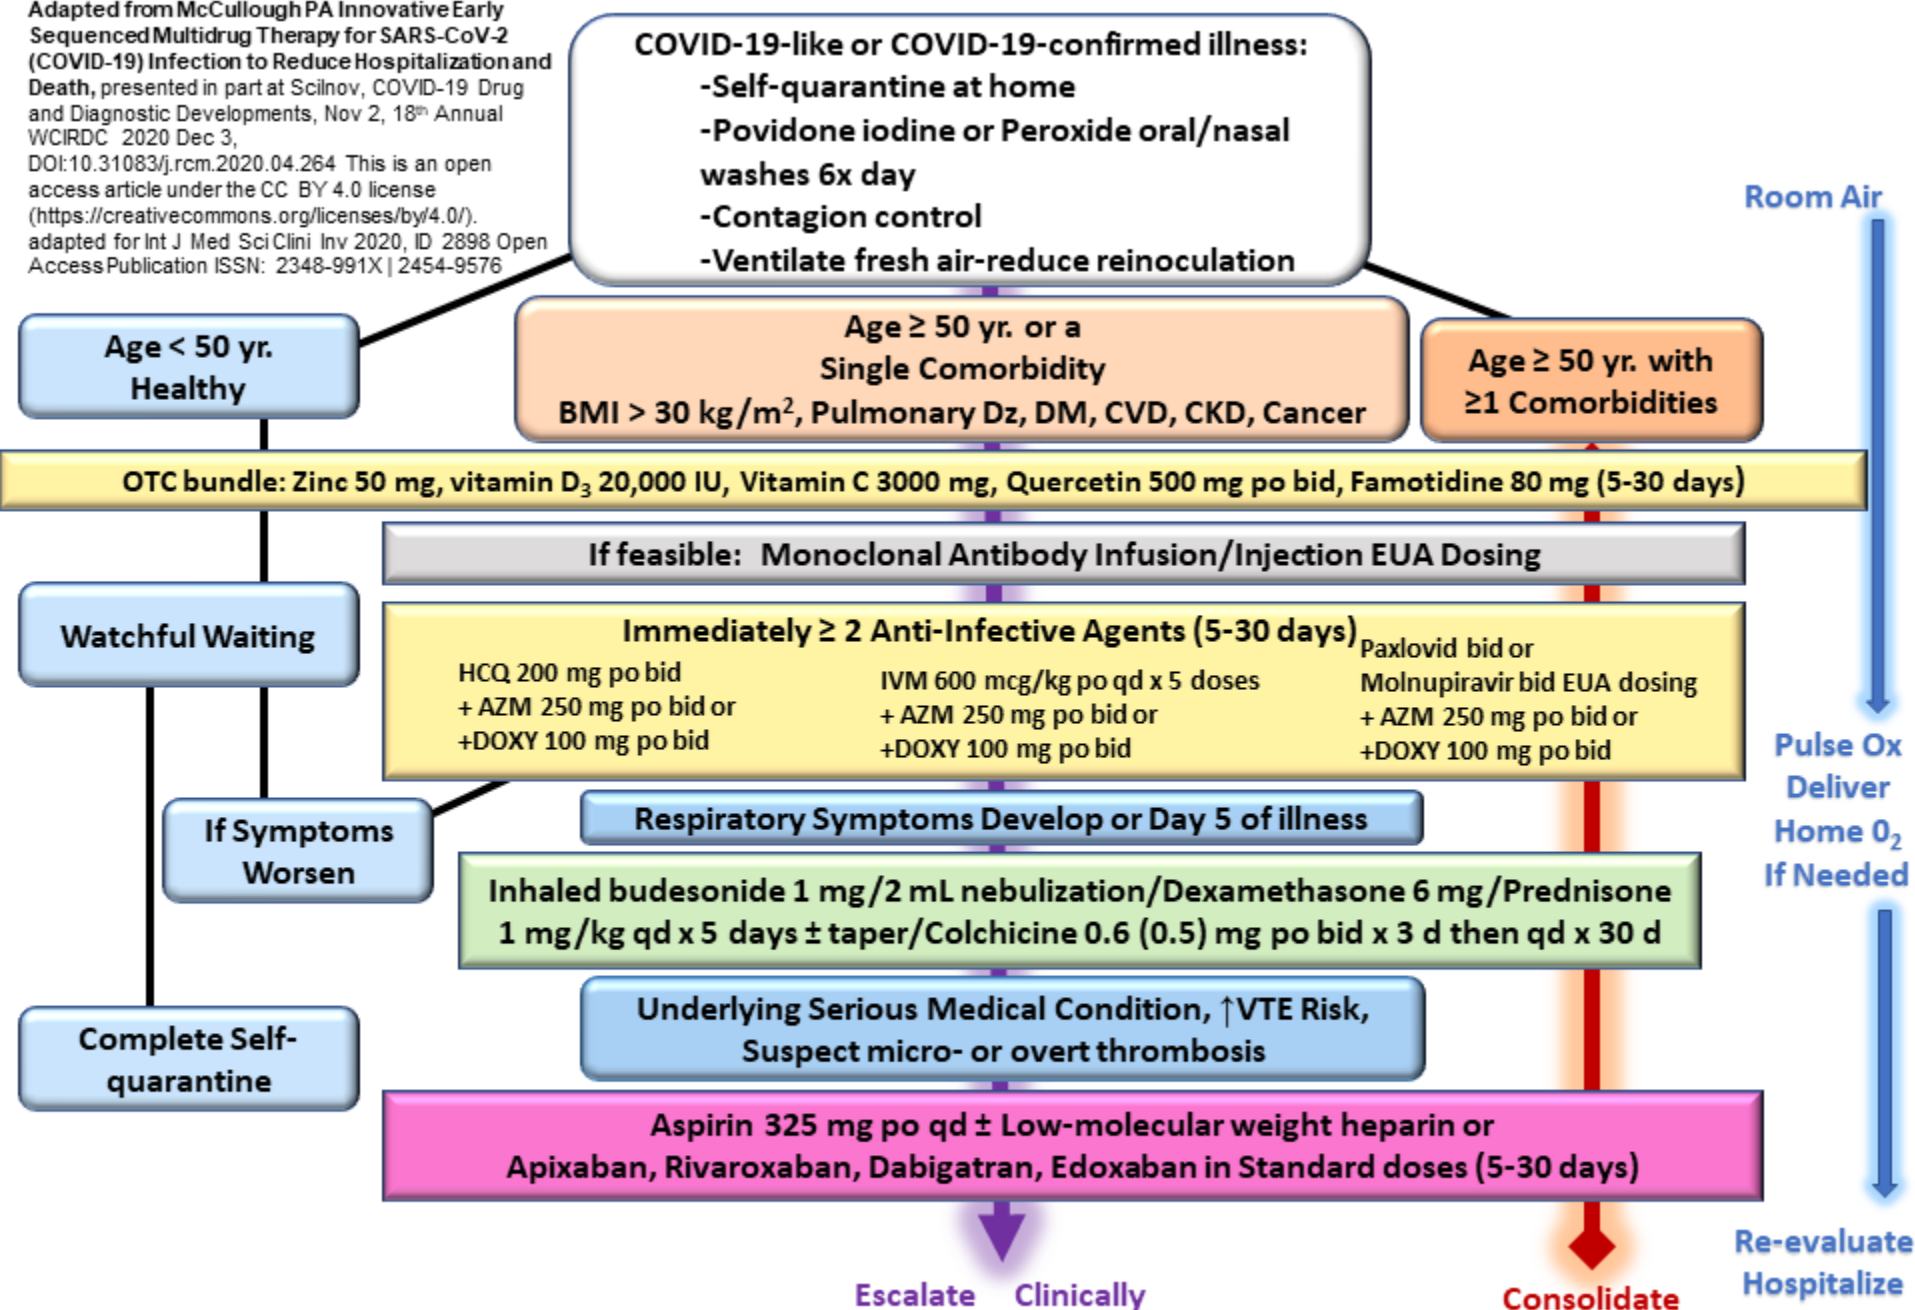 Adapted from McCullough PA Innovative Early
Sequenced Multidrug Therapy for SARS-CoV-2
(COVID-19) Infection to Reduce Hospitalization and
Death, presented in part at SciInov, COVID-19 Drug
and Diagnostic Developments, Nov 2, 18th Annual
WCIRDC 2020 Dec 3,
DOI:10.31083/j.rcm.2020.04.264 This is an open
access article under the CC BY 4.0 license
(https://creativecommons.org/licenses/by/4.0/).
adapted for Int J Med Sci Clini Inv 2020, ID 2898 Open
Access Publication ISSN: 2348-991X | 2454-9576
COVID-19-like or COVID-19-confirmed illness:
-Self-quarantine at home
-Povidone iodine or Peroxide oral/nasal
washes 6x day
-Contagion control
-Ventilate fresh air-reduce reinoculation
Room Air
Age < 50 yr.
Healthy
Age ≥ 50 yr. or a
Single Comorbidity
BMI > 30 kg/m², Pulmonary Dz, DM, CVD, CKD, Cancer
Age ≥ 50 yr. with
≥1 Comorbidities
OTC bundle: Zinc 50 mg, vitamin D₃ 20,000 IU, Vitamin C 3000 mg, Quercetin 500 mg po bid, Famotidine 80 mg (5-30 days)
If feasible: Monoclonal Antibody Infusion/Injection EUA Dosing
Watchful Waiting
Immediately ≥ 2 Anti-Infective Agents (5-30 days)
HCQ 200 mg po bid
+ AZM 250 mg po bid or
+DOXY 100 mg po bid
IVM 600 mcg/kg po qd x 5 doses
+ AZM 250 mg po bid or
+DOXY 100 mg po bid
Paxlovid bid or
Molnupiravir bid EUA dosing
+ AZM 250 mg po bid or
+DOXY 100 mg po bid
Pulse Ox
Deliver
Home 0₂
If Needed
If Symptoms
Worsen
Respiratory Symptoms Develop or Day 5 of illness
Inhaled budesonide 1 mg/2 mL nebulization/Dexamethasone 6 mg/Prednisone
1 mg/kg qd x 5 days ± taper/Colchicine 0.6 (0.5) mg po bid x 3 d then qd x 30 d
Underlying Serious Medical Condition, ↑VTE Risk,
Suspect micro- or overt thrombosis
Complete Self-
quarantine
Aspirin 325 mg po qd ± Low-molecular weight heparin or
Apixaban, Rivaroxaban, Dabigatran, Edoxaban in Standard doses (5-30 days)
Re-evaluate
Hospitalize
Escalate Clinically
Consolidate